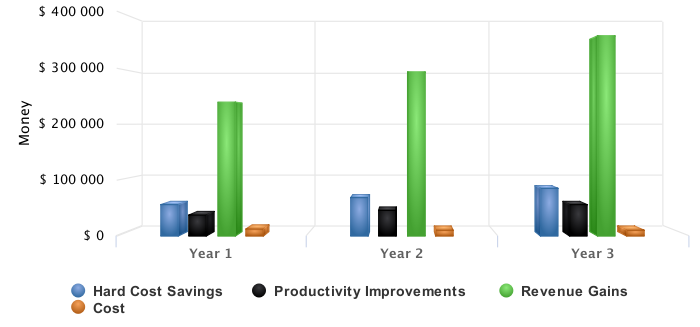 $ 400 000
$ 300 000
$ 200 000
$ 100 000
$ 0
Money
Year 1
Year 2
Year 3
Hard Cost Savings
Productivity Improvements
Revenue Gains
Cost